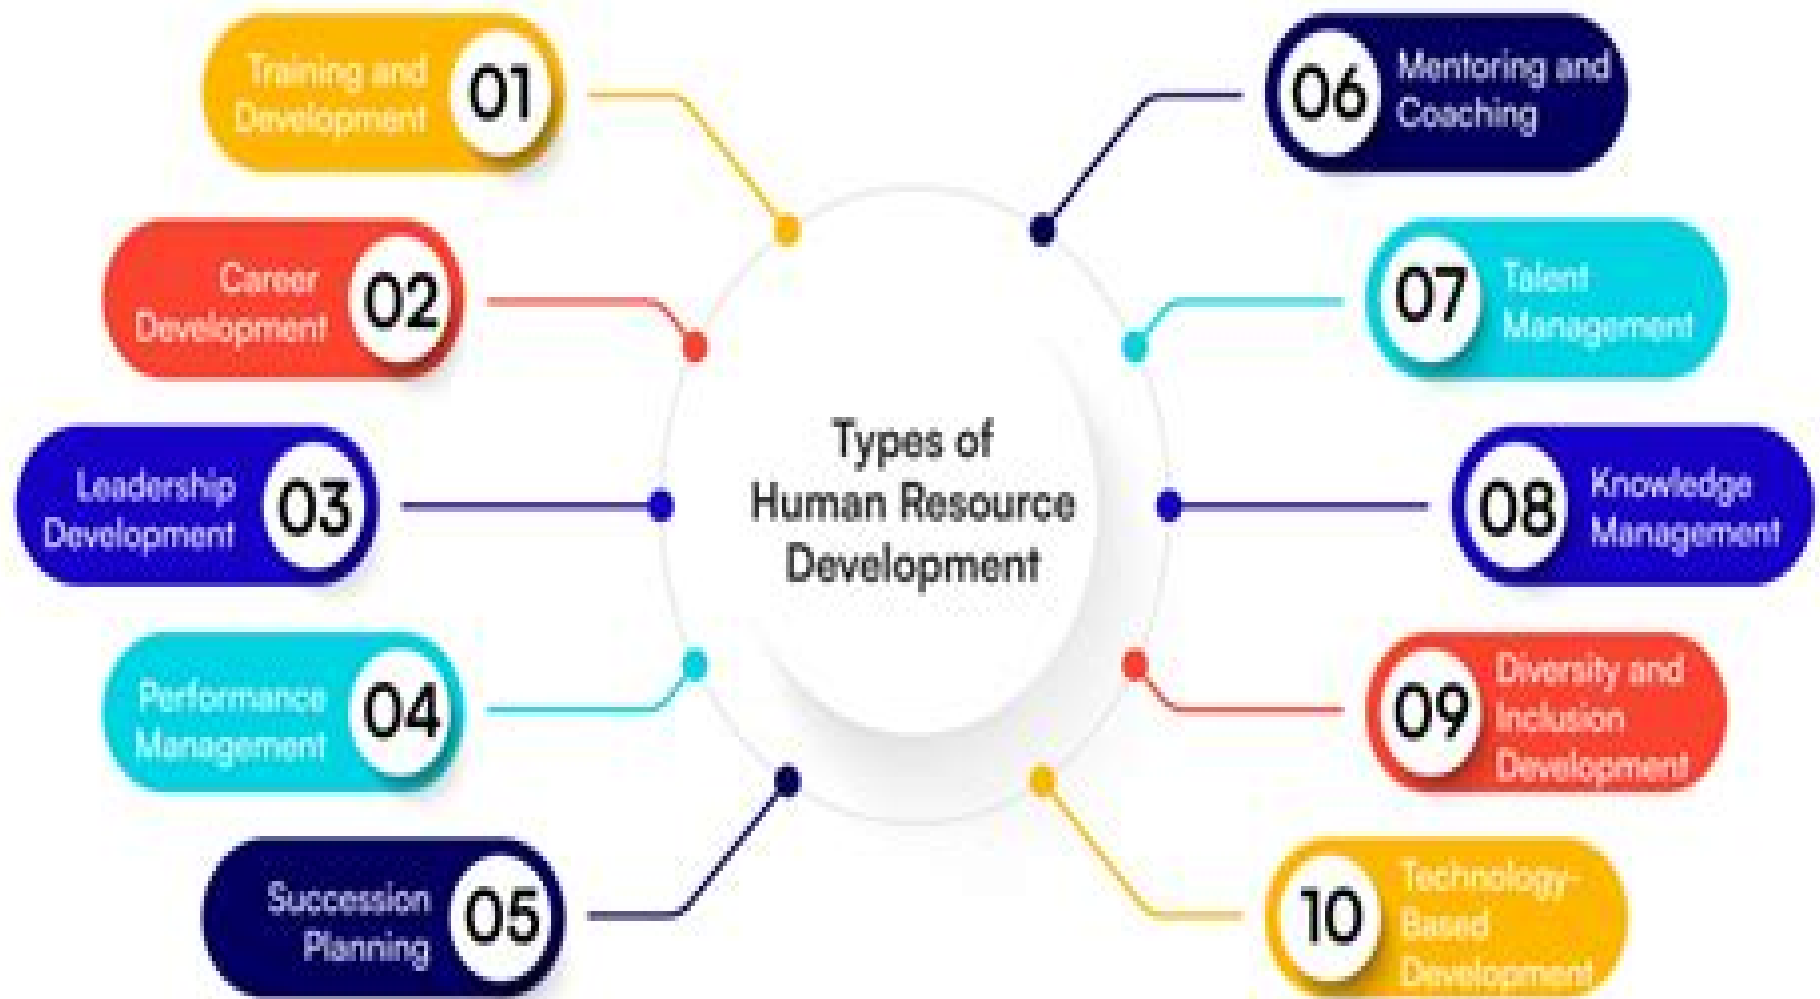 Training and
Development
01
Career
Development
02
Leadership
Development
03
Performance
Management
04
Succession
Planning
05
Types of
Human Resource
Development
06
Mentoring and
Coaching
07
Talent
Management
08
Knowledge
Management
09
Diversity and
Inclusion
Development
10
Technology-
Based
Development